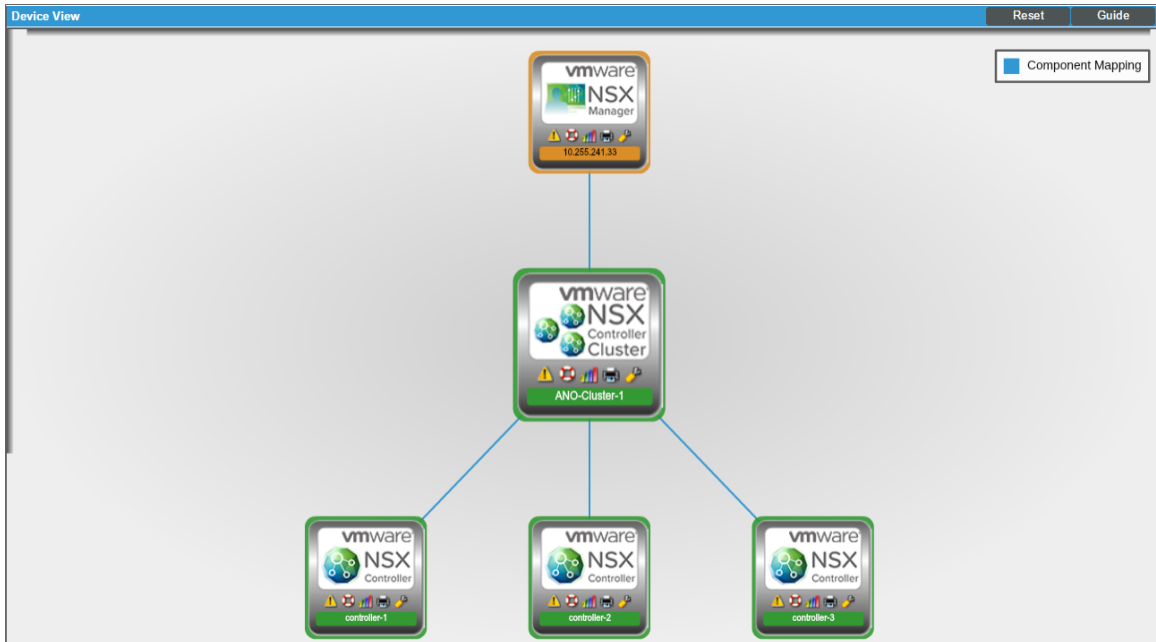 Device View
Reset
Guide
Component Mapping
vmware
NSX
Manager
10.255.241.33
vmware
NSX
Controller
Cluster
ANO-Cluster-1
vmware
NSX
Controller
controller-1
vmware
NSX
Controller
controller-2
vmware
NSX
Controller
controller-3